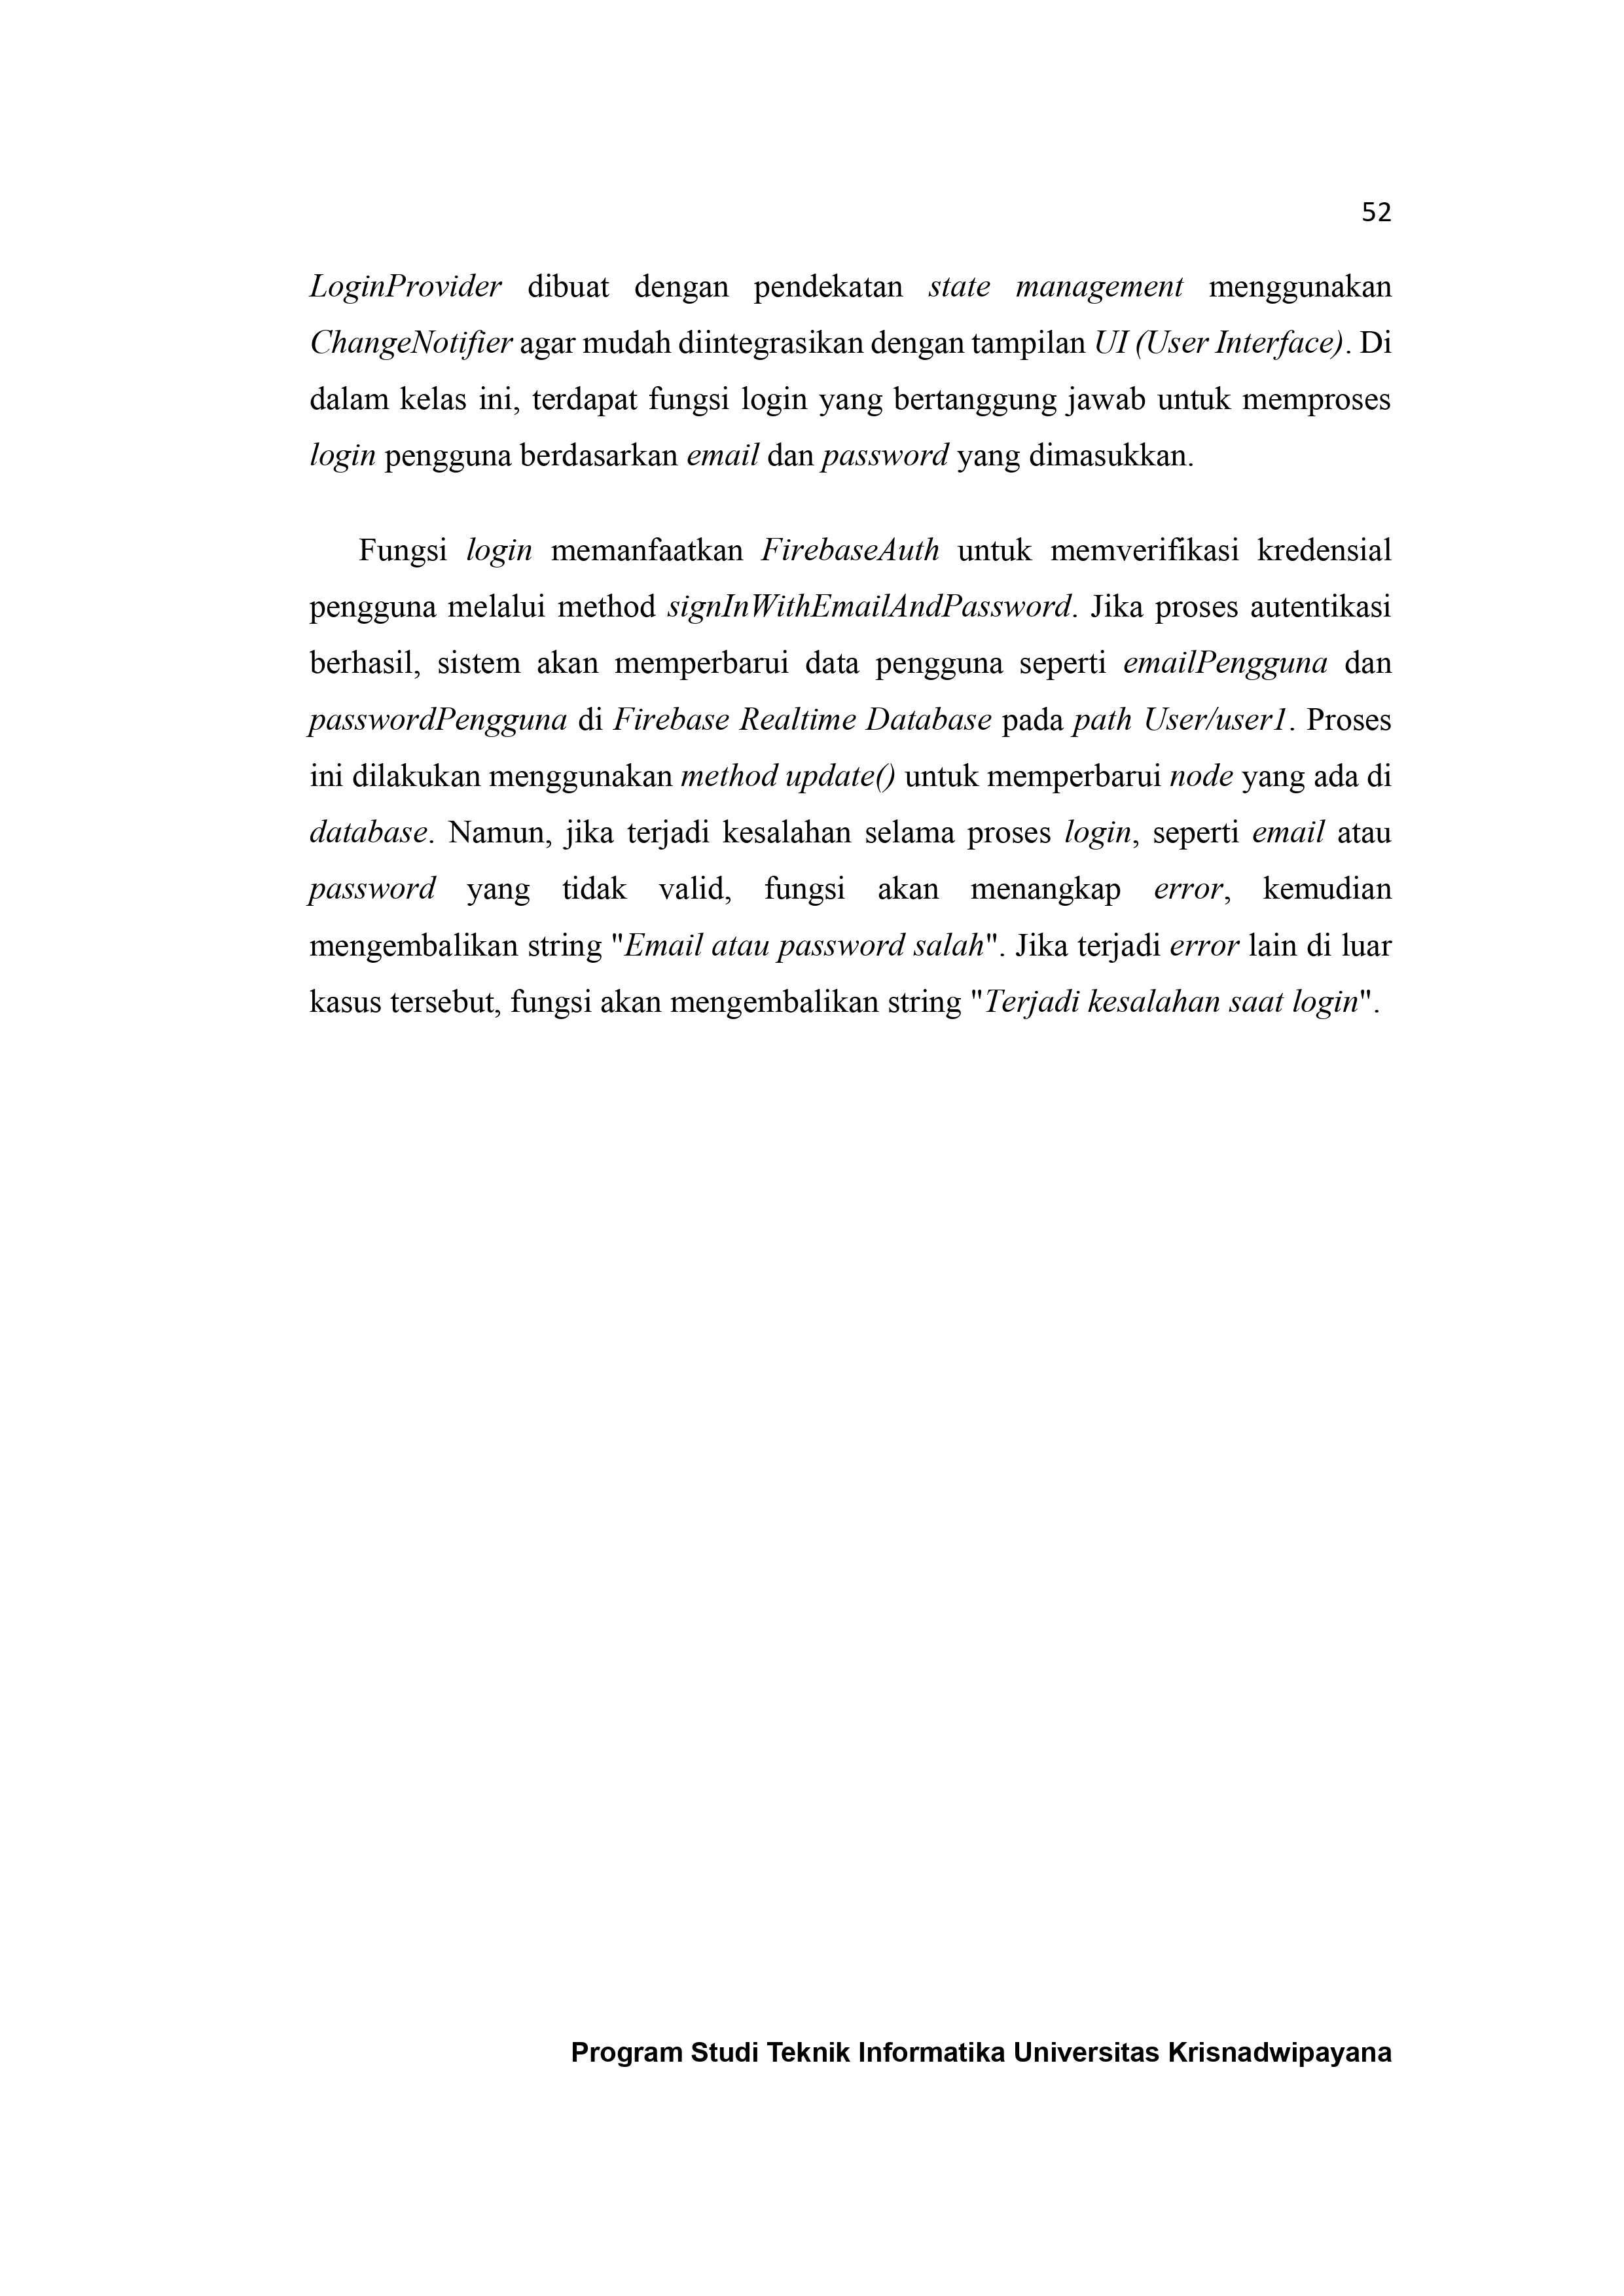 52
LoginProvider dibuat dengan pendekatan state management menggunakan
ChangeNotifier agar mudah diintegrasikan dengan tampilan UI (User Interface). Di
dalam kelas ini, terdapat fungsi login yang bertanggung jawab untuk memproses
login pengguna berdasarkan email dan password yang dimasukkan.
Fungsi login memanfaatkan FirebaseAuth untuk memverifikasi kredensial
pengguna melalui method signInWithEmailAndPassword. Jika proses autentikasi
berhasil, sistem akan memperbarui data pengguna seperti emailPengguna dan
passwordPengguna di Firebase Realtime Database pada path User/user1. Proses
ini dilakukan menggunakan method update() untuk memperbarui node yang ada di
database. Namun, jika terjadi kesalahan selama proses login, seperti email atau
password yang tidak valid, fungsi akan menangkap error, kemudian
mengembalikan string "Email atau password salah". Jika terjadi error lain di luar
kasus tersebut, fungsi akan mengembalikan string "Terjadi kesalahan saat login".
Program Studi Teknik Informatika Universitas Krisnadwipayana